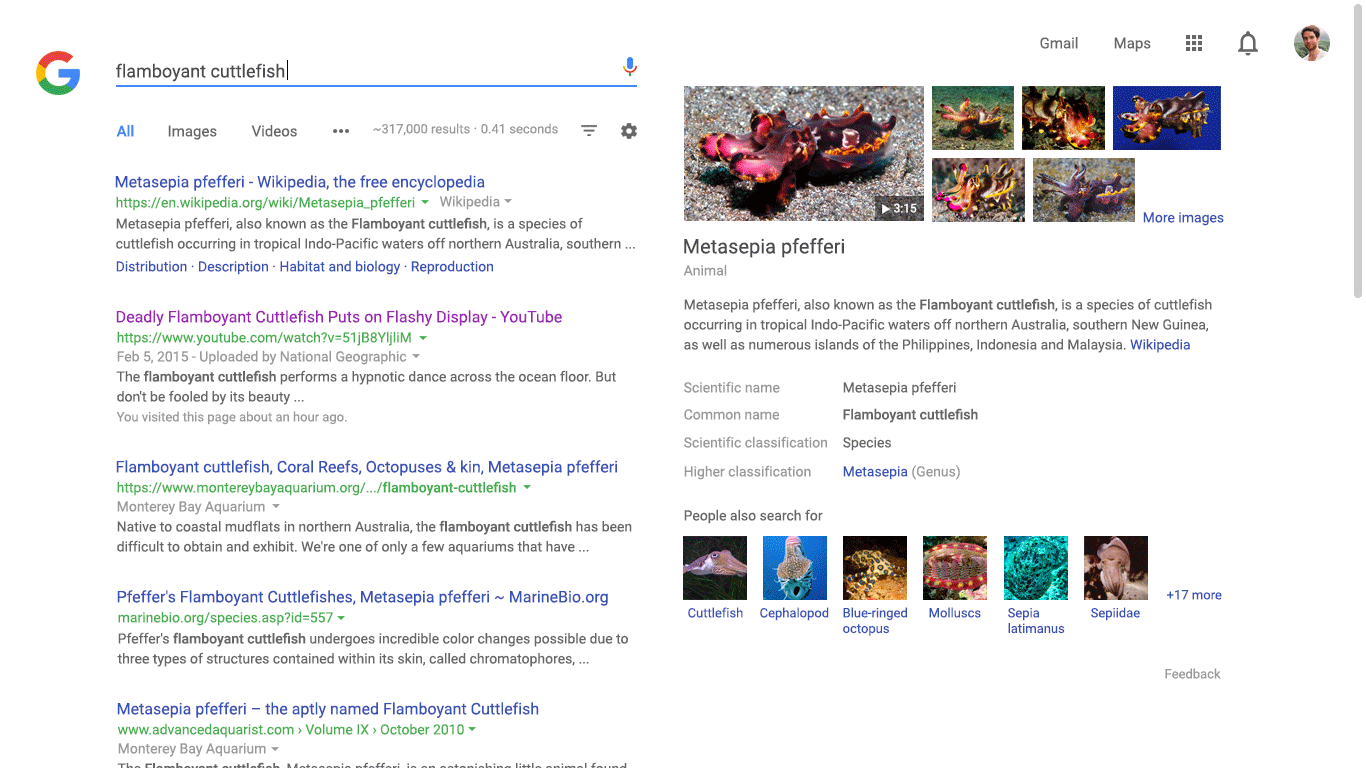 Gmail Maps
flamboyant cuttlefish
All Images Videos ~317,000 results · 0.41 seconds
Metasepia pfefferi - Wikipedia, the free encyclopedia
https://en.wikipedia.org/wiki/Metasepia_pfefferi Wikipedia
Metasepia pfefferi, also known as the Flamboyant cuttlefish, is a species of
cuttlefish occurring in tropical Indo-Pacific waters off northern Australia, southern ...
Distribution · Description · Habitat and biology · Reproduction
Deadly Flamboyant Cuttlefish Puts on Flashy Display - YouTube
https://www.youtube.com/watch?v=51jB8YljliM
Feb 5, 2015 - Uploaded by National Geographic
The flamboyant cuttlefish performs a hypnotic dance across the ocean floor. But
don't be fooled by its beauty ...
You visited this page about an hour ago.
Flamboyant cuttlefish, Coral Reefs, Octopuses & kin, Metasepia pfefferi
https://www.montereybayaquarium.org/.../flamboyant-cuttlefish
Monterey Bay Aquarium
Native to coastal mudflats in northern Australia, the flamboyant cuttlefish has been
difficult to obtain and exhibit. We're one of only a few aquariums that have ...
Pfeffer's Flamboyant Cuttlefishes, Metasepia pfefferi ~ MarineBio.org
marinebio.org/species.asp?id=557
Pfeffer's flamboyant cuttlefish undergoes incredible color changes possible due to
three types of structures contained within its skin, called chromatophores, ...
Metasepia pfefferi – the aptly named Flamboyant Cuttlefish
www.advancedaquarist.com › Volume IX › October 2010
Monterey Bay Aquarium
The Flamboyant cuttlefish, Metasepia pfefferi, is an astonishing little animal found
3:15
More images
Metasepia pfefferi
Animal
Metasepia pfefferi, also known as the Flamboyant cuttlefish, is a species of cuttlefish
occurring in tropical Indo-Pacific waters off northern Australia, southern New Guinea,
as well as numerous islands of the Philippines, Indonesia and Malaysia. Wikipedia
Scientific name Metasepia pfefferi
Common name Flamboyant cuttlefish
Scientific classification Species
Higher classification Metasepia (Genus)
People also search for
Cuttlefish Cephalopod Blue-ringed Molluscs Sepia Sepiidae +17 more
octopus latimanus
Feedback